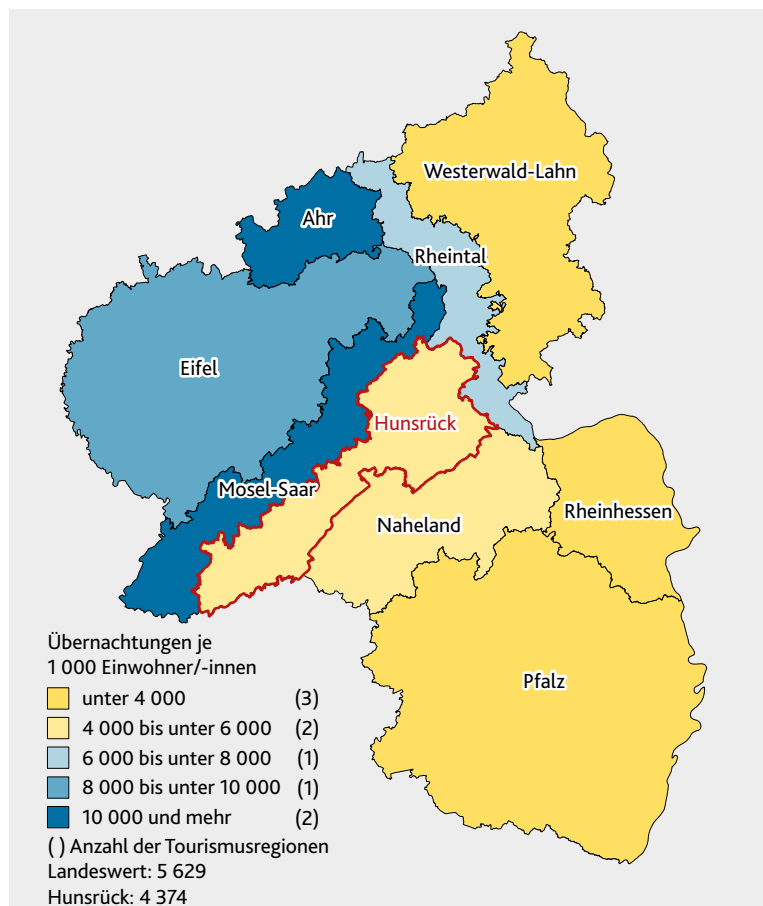 Westerwald-Lahn
Ahr
Rheintal
Eifel
Hunsrück
Mosel-Saar
Rheinhessen
Naheland
Pfalz
Übernachtungen je
1 000 Einwohner/-innen
unter 4 000 (3)
4 000 bis unter 6 000 (2)
6 000 bis unter 8 000 (1)
8 000 bis unter 10 000 (1)
10 000 und mehr (2)
( ) Anzahl der Tourismusregionen
Landeswert: 5 629
Hunsrück: 4 374